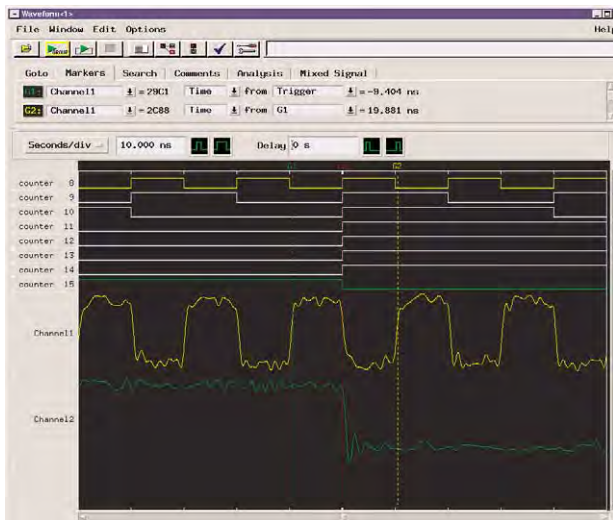 Waveform<1>
File Window Edit Options Help
Goto Markers Search Comments Analysis Mixed Signal
G1: Channel1 = 29C1 Time from Trigger = -9.404 ns
G2: Channel1 = 2C88 Time from G1 = 19.881 ns
Seconds/div 10.000 ns Delay 0 s
G2
counter 8
counter 9
counter 10
counter 11
counter 12
counter 13
counter 14
counter 15
Channel1
Channel2